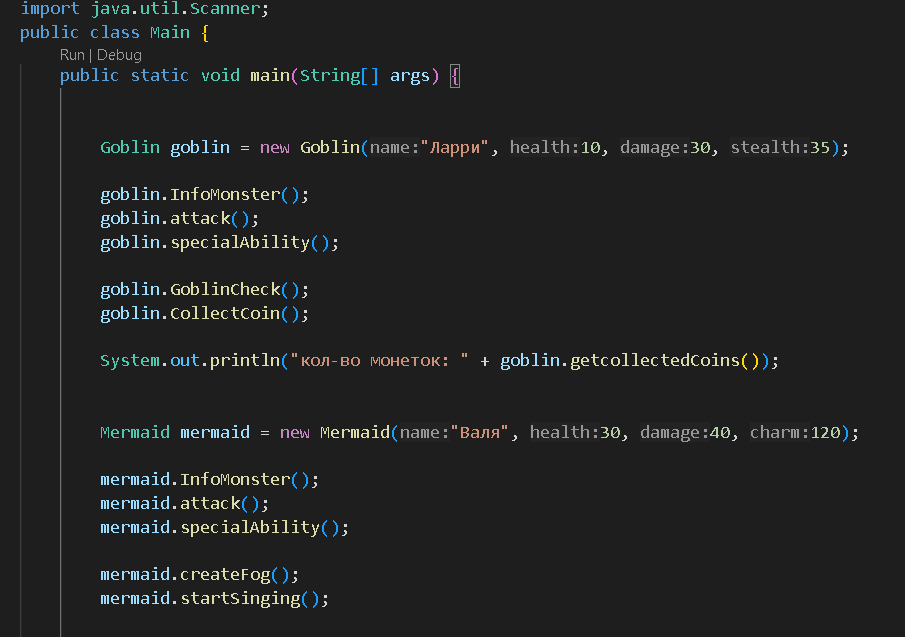 import java.util.Scanner;
public class Main {
Run | Debug
public static void main(String[] args) {
Goblin goblin = new Goblin(name:"Ларри", health:10, damage:30, stealth:35);
goblin.InfoMonster();
goblin.attack();
goblin.specialAbility();
goblin.GoblinCheck();
goblin.CollectCoin();
System.out.println("кол-во монеток: " + goblin.getcollectedCoins());
Mermaid mermaid = new Mermaid(name:"Валя", health:30, damage:40, charm:120);
mermaid.InfoMonster();
mermaid.attack();
mermaid.specialAbility();
mermaid.createFog();
mermaid.startSinging();